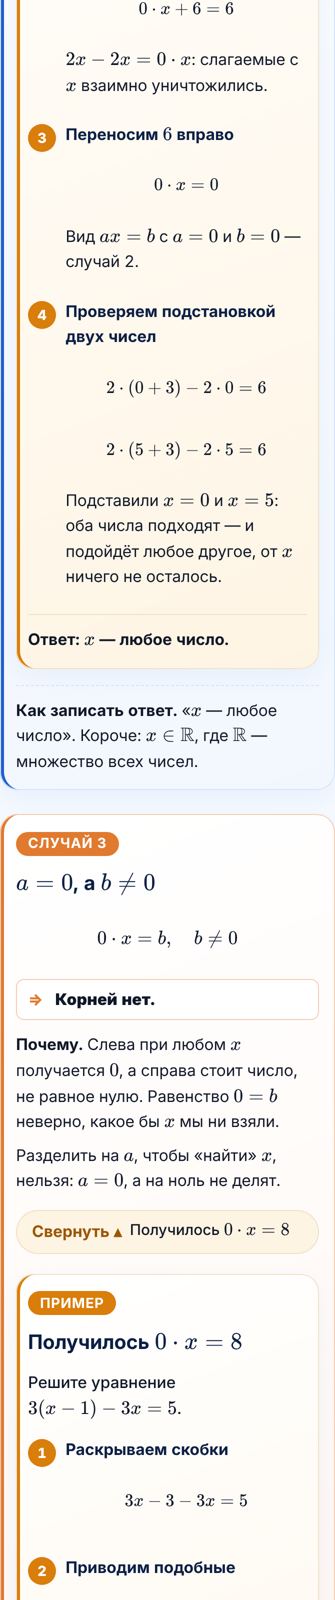 0 · x + 6 = 6
2x − 2x = 0 · x: слагаемые с
x взаимно уничтожились.
3 Переносим 6 вправо
0 · x = 0
Вид ax = b с a = 0 и b = 0 —
случай 2.
4 Проверяем подстановкой
двух чисел
2 · (0 + 3) − 2 · 0 = 6
2 · (5 + 3) − 2 · 5 = 6
Подставили x = 0 и x = 5:
оба числа подходят — и
подойдёт любое другое, от x
ничего не осталось.
Ответ: x — любое число.
Как записать ответ. «x — любое
число». Короче: x ∈ ℝ, где ℝ —
множество всех чисел.
СЛУЧАЙ 3
a = 0, а b ≠ 0
0 · x = b, b ≠ 0
⇒ Корней нет.
Почему. Слева при любом x
получается 0, а справа стоит число,
не равное нулю. Равенство 0 = b
неверно, какое бы x мы ни взяли.
Разделить на a, чтобы «найти» x,
нельзя: a = 0, а на ноль не делят.
Свернуть ▴ Получилось 0 · x = 8
ПРИМЕР
Получилось 0 · x = 8
Решите уравнение
3(x − 1) − 3x = 5.
1 Раскрываем скобки
3x − 3 − 3x = 5
2 Приводим подобные